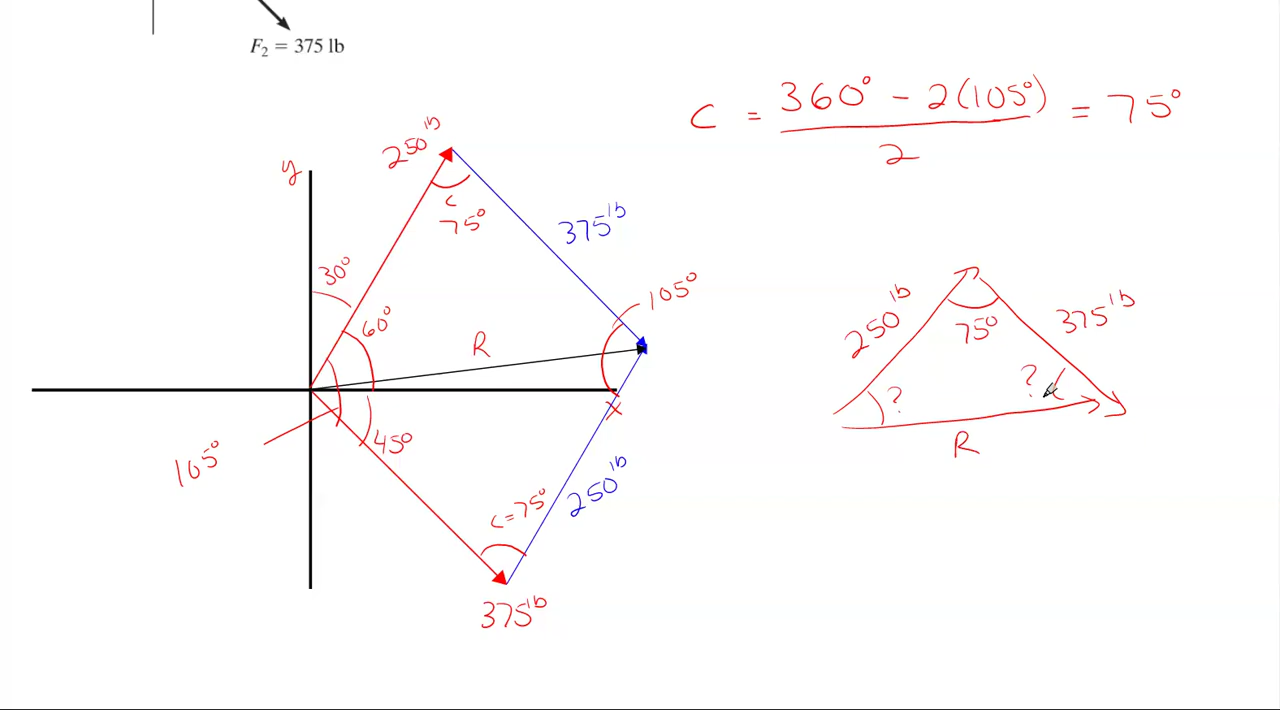 F₂ = 375 lb
C = 360° - 2(105°) / 2 = 75°
250 lb
y
c
75°
375 lb
30°
105°
60°
R
x
105°
45°
c = 75°
250 lb
375 lb
250 lb
75°
375 lb
?
?
R